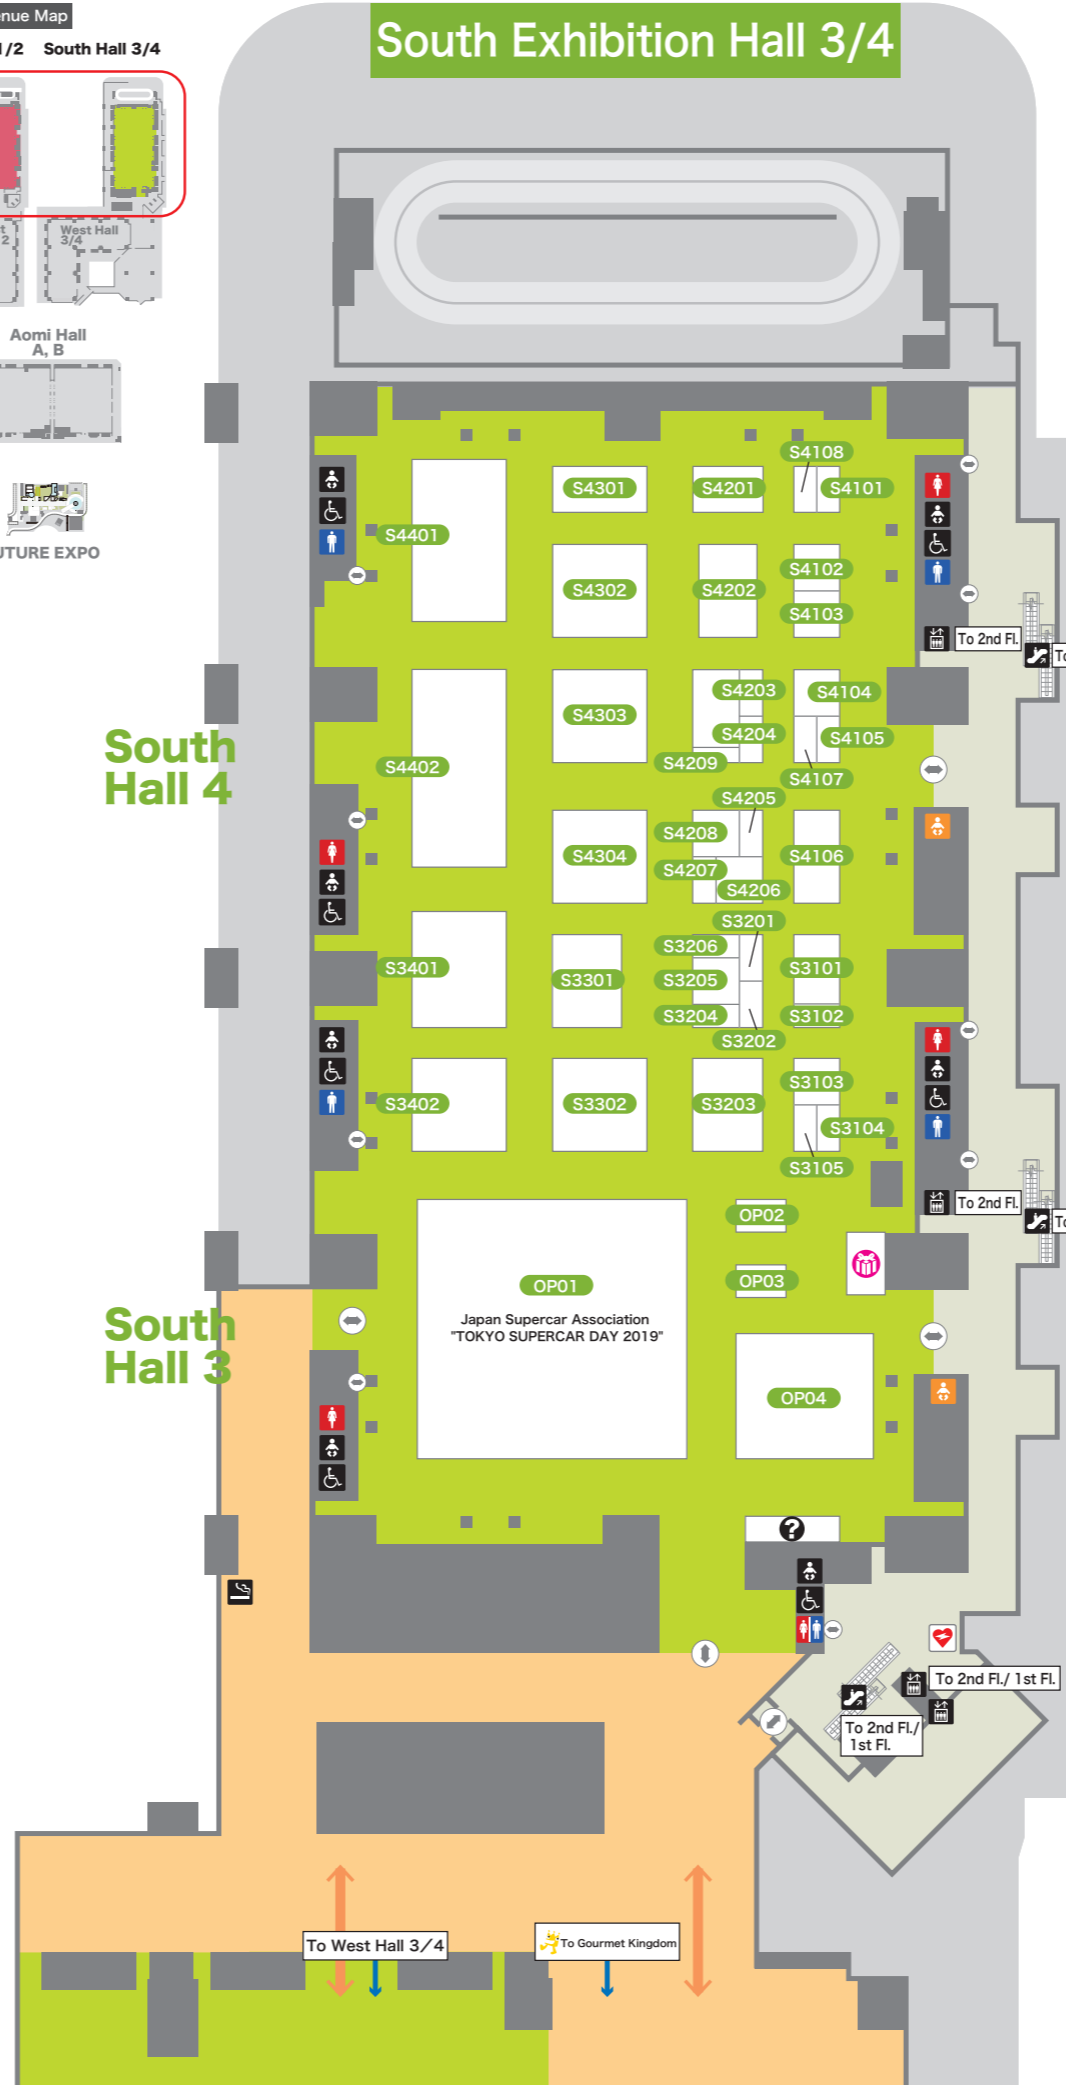 South Exhibition Hall 3/4
Map
South Hall 3/4
West Hall
3/4
Aomi Hall
A, B
EXPO
S4108
S4301
S4201
S4101
S4401
S4302
S4202
S4102
S4103
To 2nd Fl.
S4303
S4203
S4104
S4204
S4105
South
Hall 4
S4402
S4209
S4107
S4205
S4304
S4208
S4106
S4207
S4206
S3201
S3401
S3301
S3206
S3101
S3205
S3204
S3102
S3202
S3402
S3302
S3203
S3103
S3104
S3105
To 2nd Fl.
OP02
OP03
OP01
Japan Supercar Association
"TOKYO SUPERCAR DAY 2019"
South
Hall 3
OP04
?
To 2nd Fl./ 1st Fl.
To 2nd Fl./
1st Fl.
To West Hall 3/4
To Gourmet Kingdom